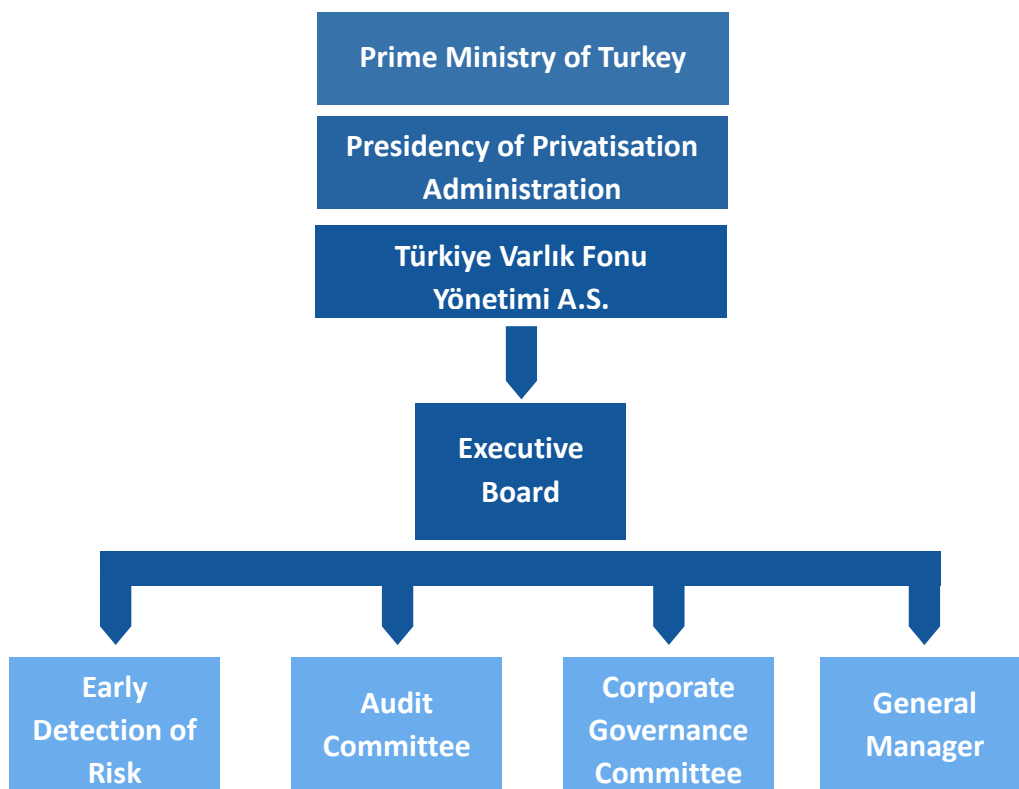 Prime Ministry of Turkey
Presidency of Privatisation
Administration
Türkiye Varlık Fonu
Yönetimi A.S.
Executive
Board
Early
Detection of
Risk
Audit
Committee
Corporate
Governance
Committee
General
Manager